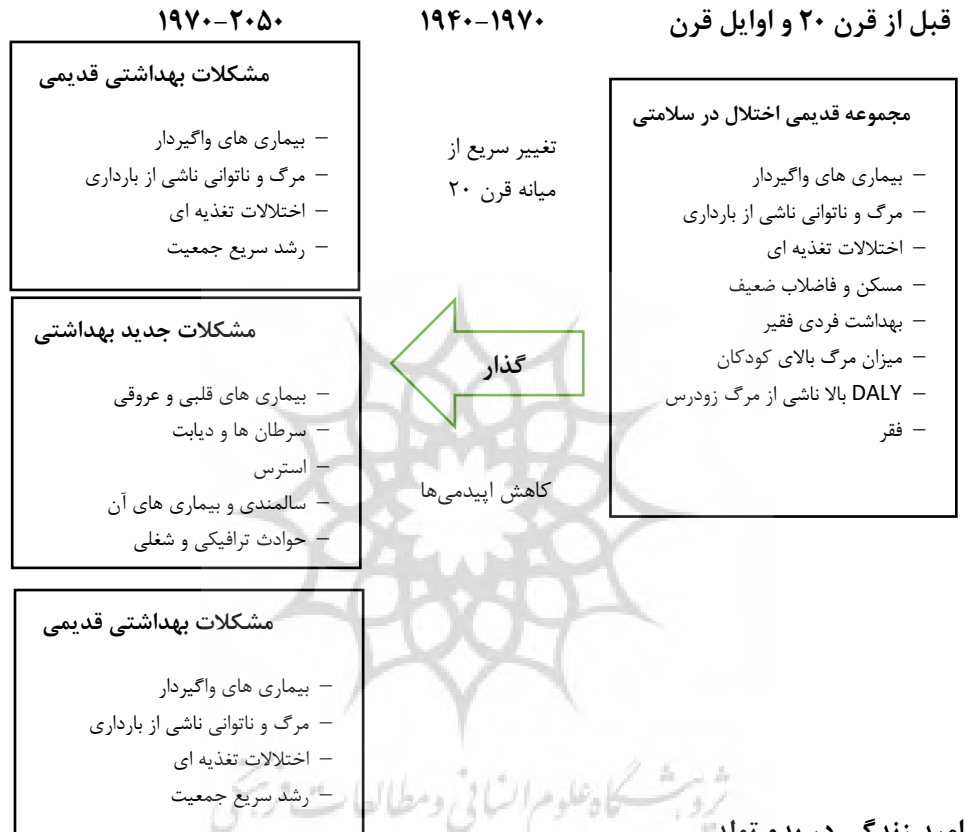 قبل از قرن ۲۰ و اوایل قرن
۱۹۴۰-۱۹۷۰
۱۹۷۰-۲۰۵۰
مجموعه قدیمی اختلال در سلامتی
– بیماری های واگیردار
– مرگ و ناتوانی ناشی از بارداری
– اختلالات تغذیه ای
– مسکن و فاضلاب ضعیف
– بهداشت فردی فقیر
– میزان مرگ بالای کودکان
– DALY بالا ناشی از مرگ زودرس
– فقر
تغییر سریع از
میانه قرن ۲۰
گذار
کاهش اپیدمی‌ها
مشکلات بهداشتی قدیمی
– بیماری های واگیردار
– مرگ و ناتوانی ناشی از بارداری
– اختلالات تغذیه ای
– رشد سریع جمعیت
مشکلات جدید بهداشتی
– بیماری های قلبی و عروقی
– سرطان ها و دیابت
– استرس
– سالمندی و بیماری های آن
– حوادث ترافیکی و شغلی
مشکلات بهداشتی قدیمی
– بیماری های واگیردار
– مرگ و ناتوانی ناشی از بارداری
– اختلالات تغذیه ای
– رشد سریع جمعیت
پژوهشگاه علوم انسانی و مطالعات فرهنگی